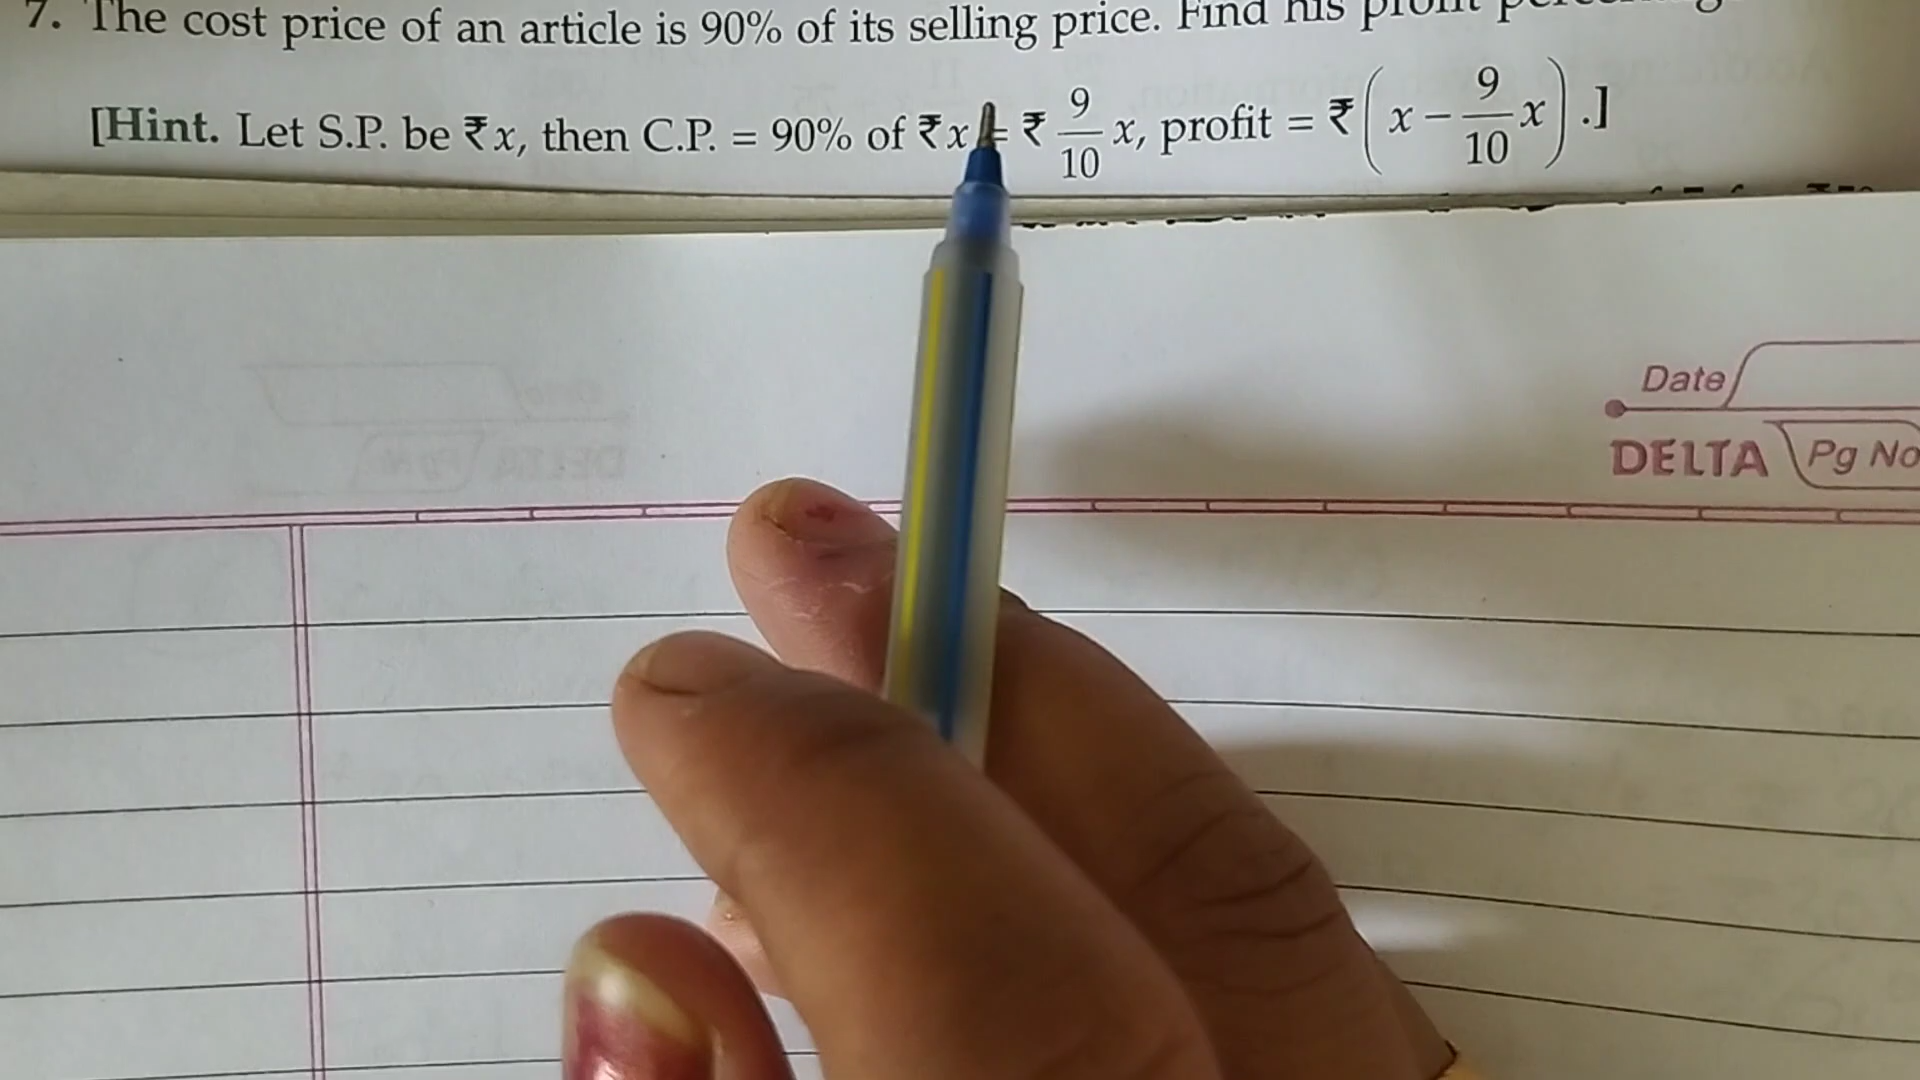 7. The cost price of an article is 90% of its selling price. Find his profit
[Hint. Let S.P. be ₹x, then C.P. = 90% of ₹x = ₹ 9/10 x, profit = ₹(x − 9/10 x).]
Date
DELTA Pg No